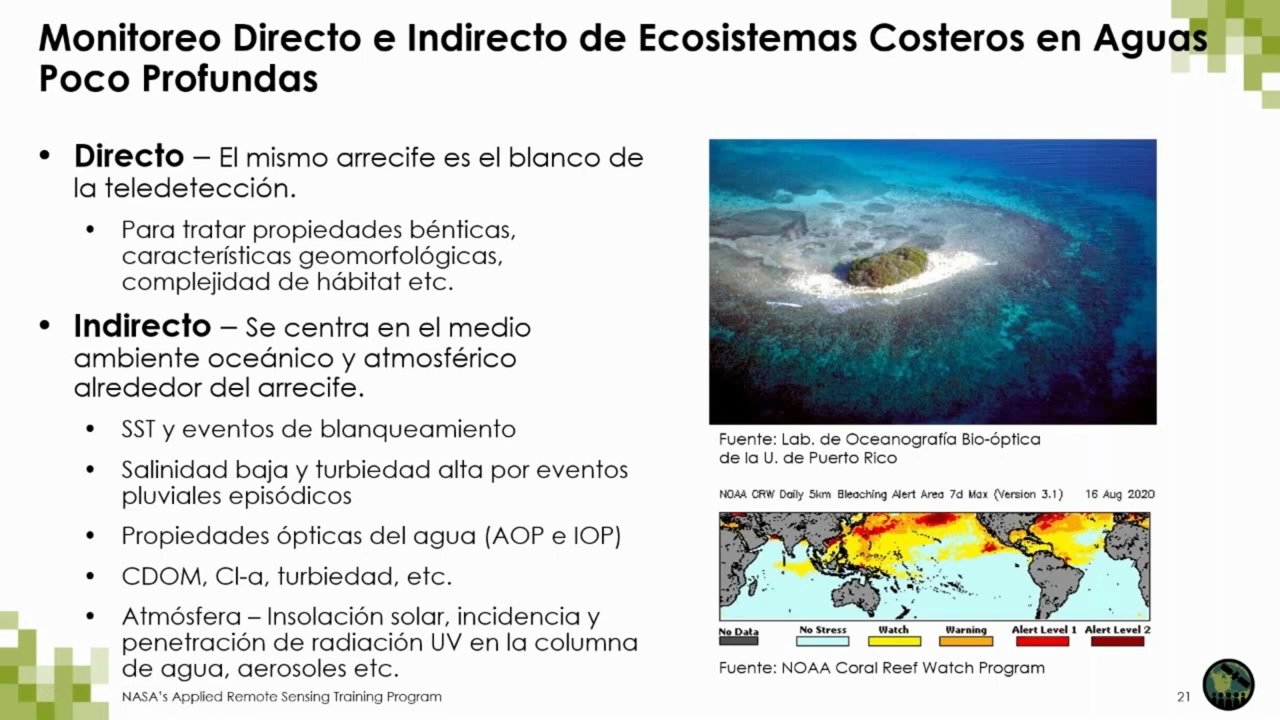 Monitoreo Directo e Indirecto de Ecosistemas Costeros en Aguas
Poco Profundas
• Directo – El mismo arrecife es el blanco de
la teledetección.
• Para tratar propiedades bénticas,
características geomorfológicas,
complejidad de hábitat etc.
• Indirecto – Se centra en el medio
ambiente oceánico y atmosférico
alrededor del arrecife.
• SST y eventos de blanqueamiento
• Salinidad baja y turbiedad alta por eventos
pluviales episódicos
• Propiedades ópticas del agua (AOP e IOP)
• CDOM, Cl-a, turbiedad, etc.
• Atmósfera – Insolación solar, incidencia y
penetración de radiación UV en la columna
de agua, aerosoles etc.
Fuente: Lab. de Oceanografía Bio-óptica
de la U. de Puerto Rico
NOAA CRW Daily 5km Bleaching Alert Area 7d Max (Version 3.1) 16 Aug 2020
No Data No Stress Watch Warning Alert Level 1 Alert Level 2
Fuente: NOAA Coral Reef Watch Program
NASA's Applied Remote Sensing Training Program
21